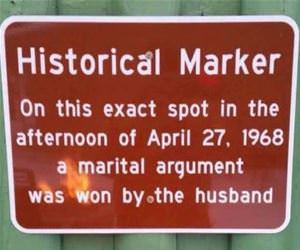 Historical Marker
On this exact spot in the
afternoon of April 27, 1968
a marital argument
was won by the husband